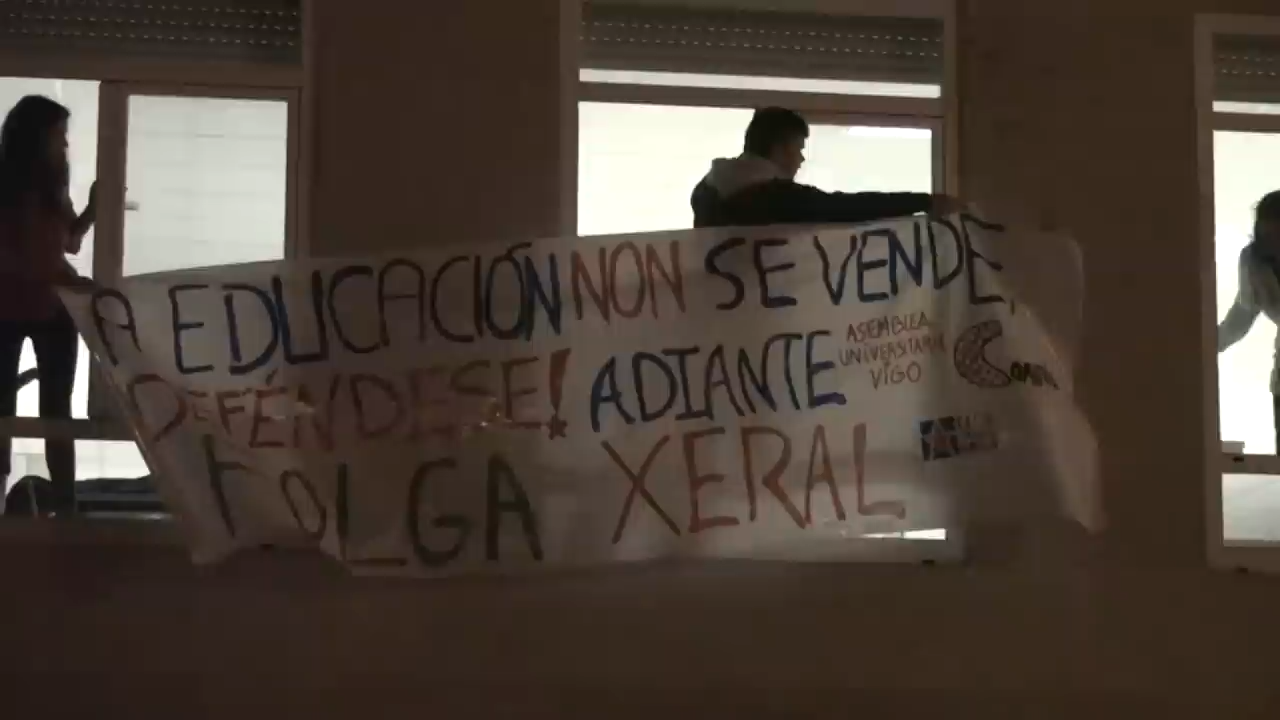 A EDUCACIÓN NON SE VENDE,
DEFÉNDESE! ADIANTE
FOLGA XERAL
ASEMBLEA
UNIVERSITARIA
VIGO